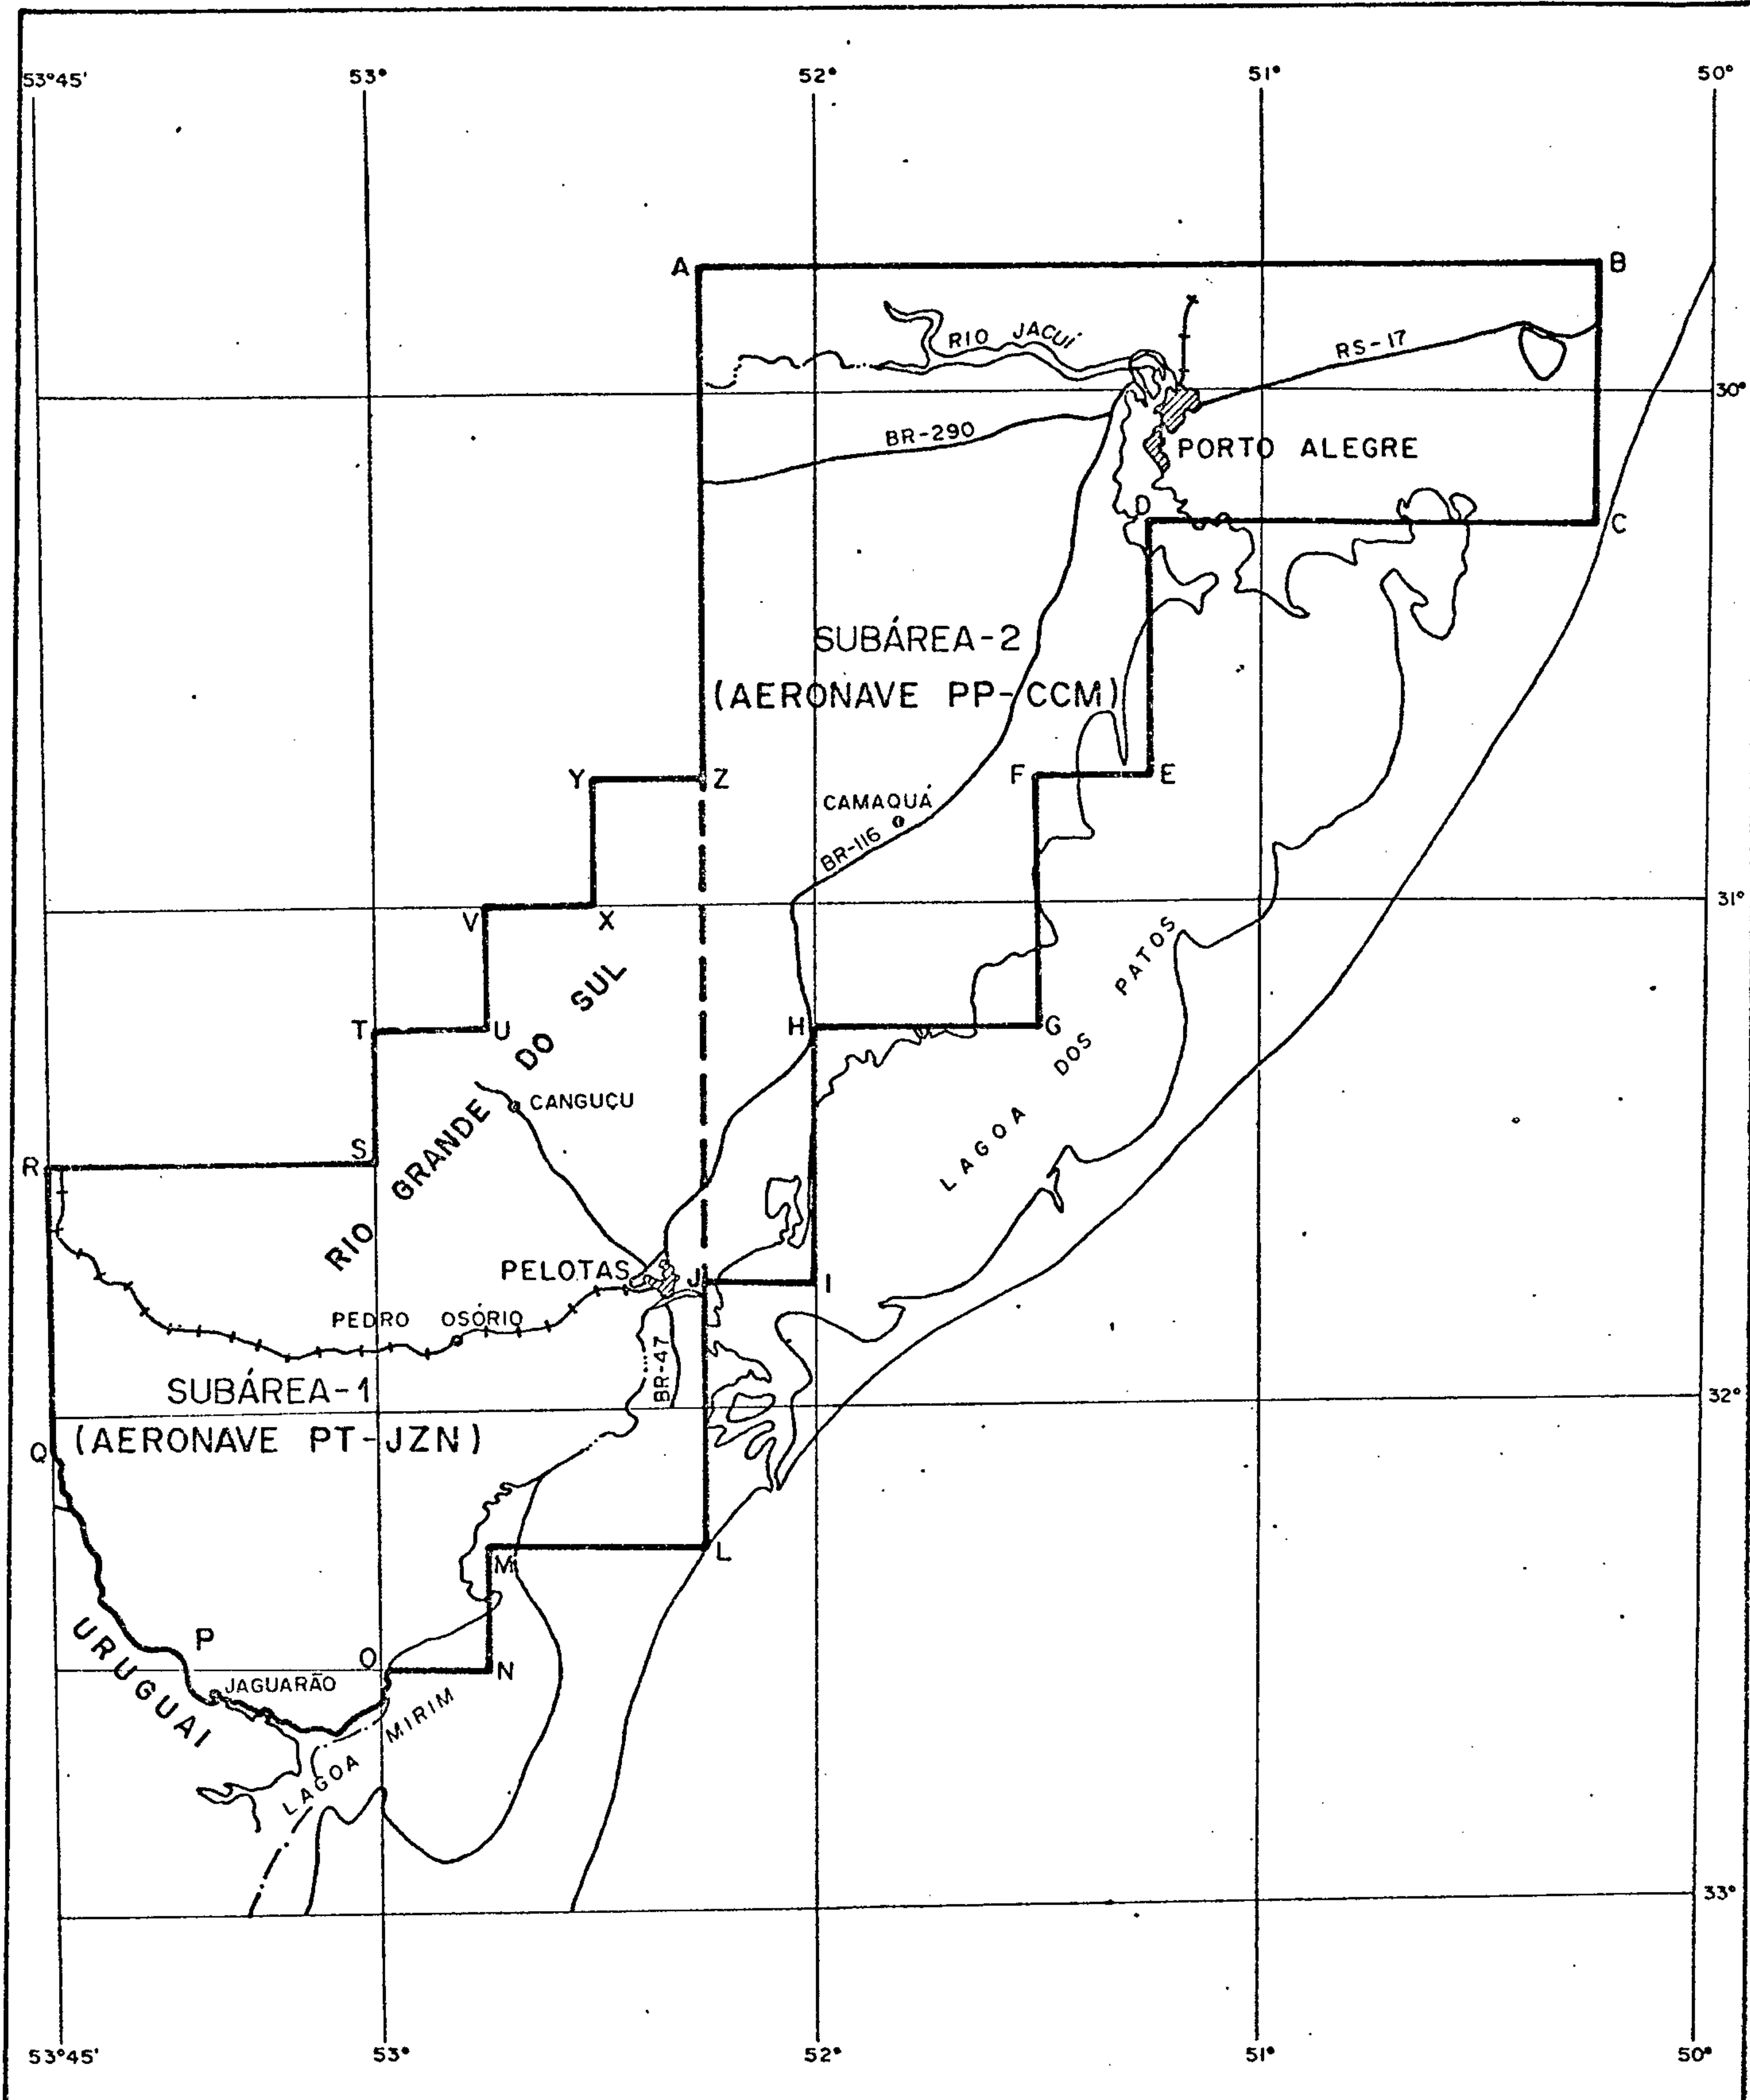 53°45'
53°
52°
51°
50°
A
B
RIO JACUÍ
RS-17
30°
BR-290
PORTO ALEGRE
D
C
SUBÁREA-2
(AERONAVE PP-CCM)
Y
Z
F
E
CAMAQUÁ
BR-116
V
X
31°
T
U
H
G
RIO GRANDE DO SUL
LAGOA DOS PATOS
CANGUÇU
R
S
PELOTAS
J
I
PEDRO OSÓRIO
BR-47
SUBÁREA-1
32°
(AERONAVE PT-JZN)
Q
M
L
P
O
N
URUGUAI
JAGUARÃO
LAGOA MIRIM
33°
53°45'
53°
52°
51°
50°